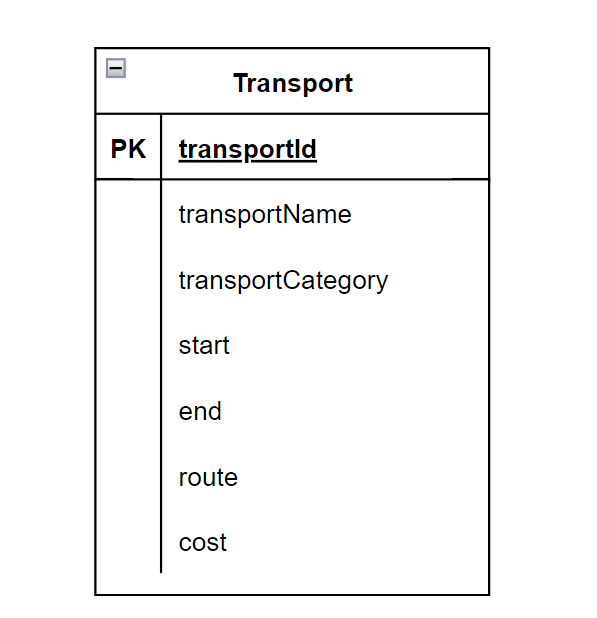 Transport
PK transportId
transportName
transportCategory
start
end
route
cost